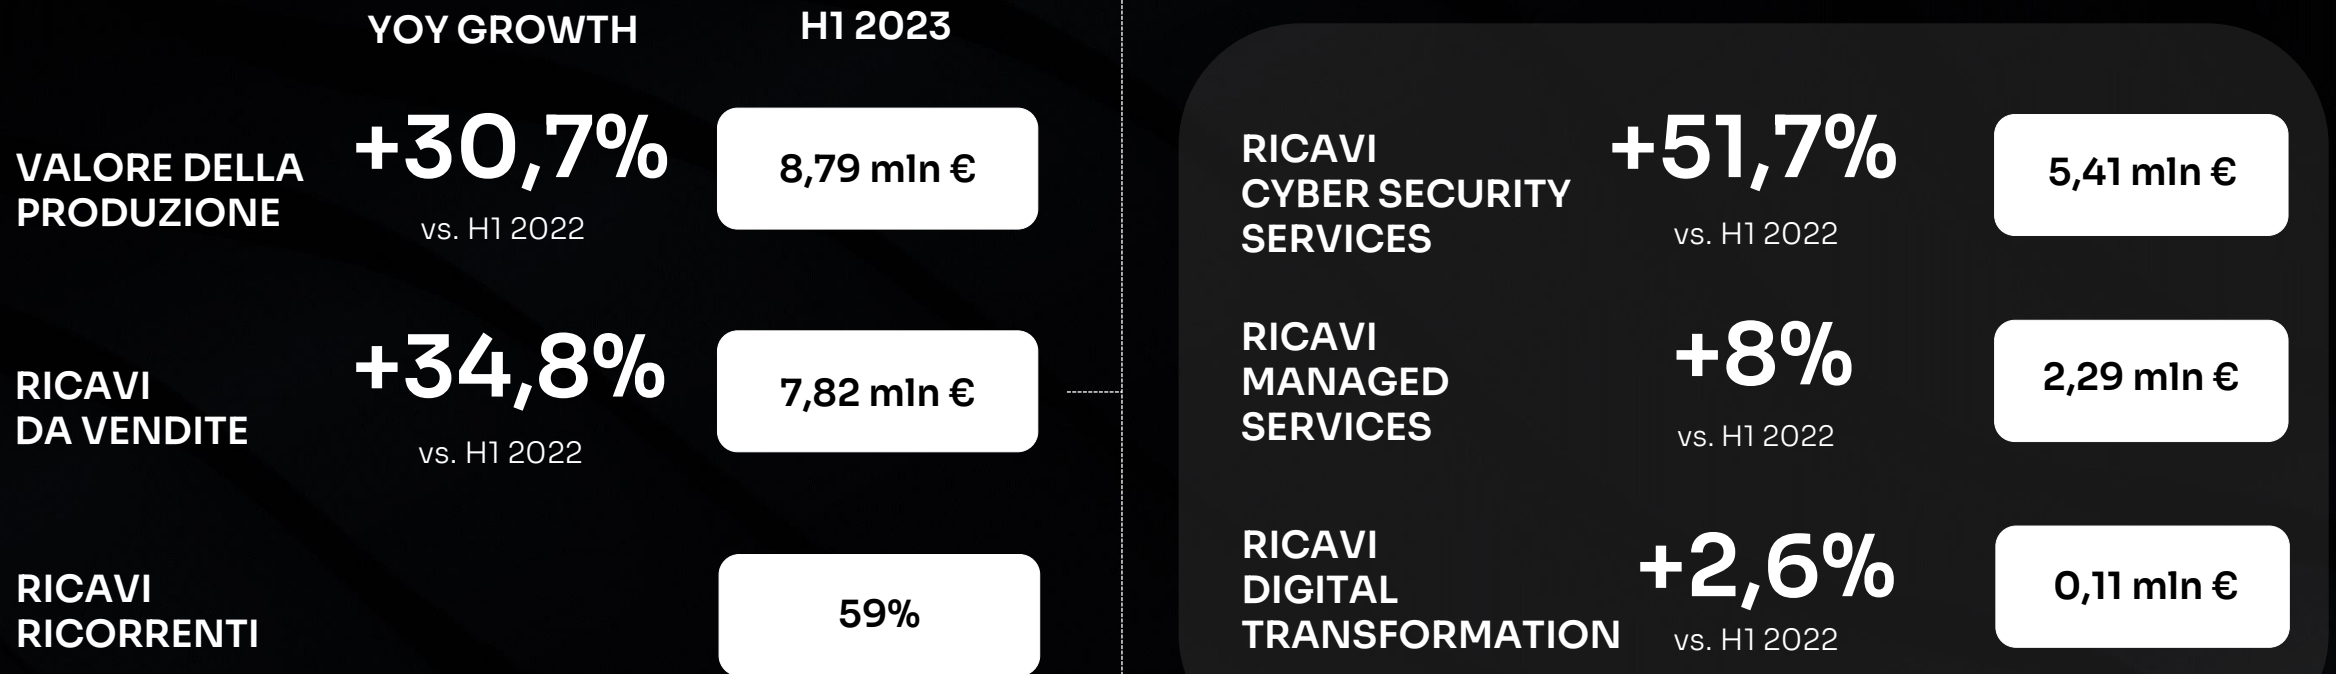 YOY GROWTH
H1 2023
VALORE DELLA
PRODUZIONE
+30,7%
vs. H1 2022
8,79 mln €
RICAVI
DA VENDITE
+34,8%
vs. H1 2022
7,82 mln €
RICAVI
RICORRENTI
59%
RICAVI
CYBER SECURITY
SERVICES
+51,7%
vs. H1 2022
5,41 mln €
RICAVI
MANAGED
SERVICES
+8%
vs. H1 2022
2,29 mln €
RICAVI
DIGITAL
TRANSFORMATION
+2,6%
vs. H1 2022
0,11 mln €